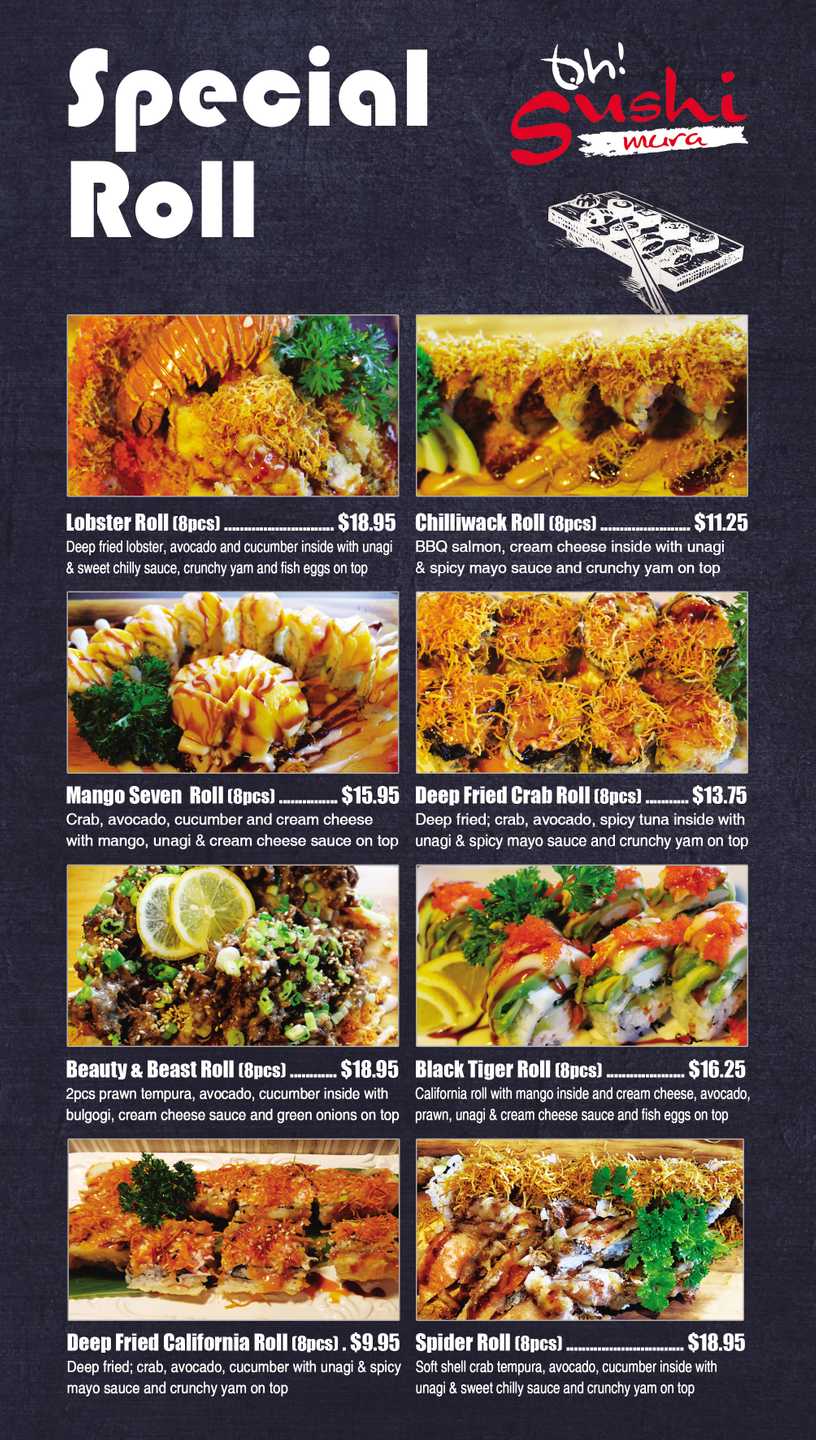 Special
Roll
Oh!
Sushi
mura
Lobster Roll (8pcs) ............................ $18.95
Deep fried lobster, avocado and cucumber inside with unagi
& sweet chilly sauce, crunchy yam and fish eggs on top
Chilliwack Roll (8pcs) ....................... $11.25
BBQ salmon, cream cheese inside with unagi
& spicy mayo sauce and crunchy yam on top
Mango Seven  Roll (8pcs) ............... $15.95
Crab, avocado, cucumber and cream cheese
with mango, unagi & cream cheese sauce on top
Deep Fried Crab Roll (8pcs) ........... $13.75
Deep fried; crab, avocado, spicy tuna inside with
unagi & spicy mayo sauce and crunchy yam on top
Beauty & Beast Roll (8pcs) ............ $18.95
2pcs prawn tempura, avocado, cucumber inside with
bulgogi, cream cheese sauce and green onions on top
Black Tiger Roll (8pcs) .................... $16.25
California roll with mango inside and cream cheese, avocado,
prawn, unagi & cream cheese sauce and fish eggs on top
Deep Fried California Roll (8pcs) . $9.95
Deep fried; crab, avocado, cucumber with unagi & spicy
mayo sauce and crunchy yam on top
Spider Roll (8pcs) .............................. $18.95
Soft shell crab tempura, avocado, cucumber inside with
unagi & sweet chilly sauce and crunchy yam on top